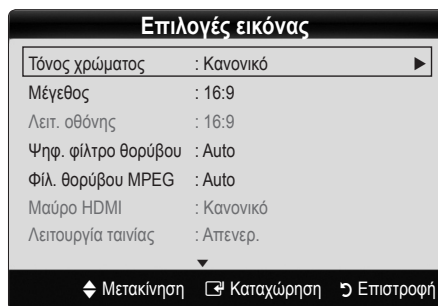 Επιλογές εικόνας
Τόνος χρώματος : Κανονικό
Μέγεθος : 16:9
Λειτ. οθόνης : 16:9
Ψηφ. φίλτρο θορύβου : Auto
Φίλ. θορύβου MPEG : Auto
Μαύρο HDMI : Κανονικό
Λειτουργία ταινίας : Απενερ.
Μετακίνηση Καταχώρηση Επιστροφή